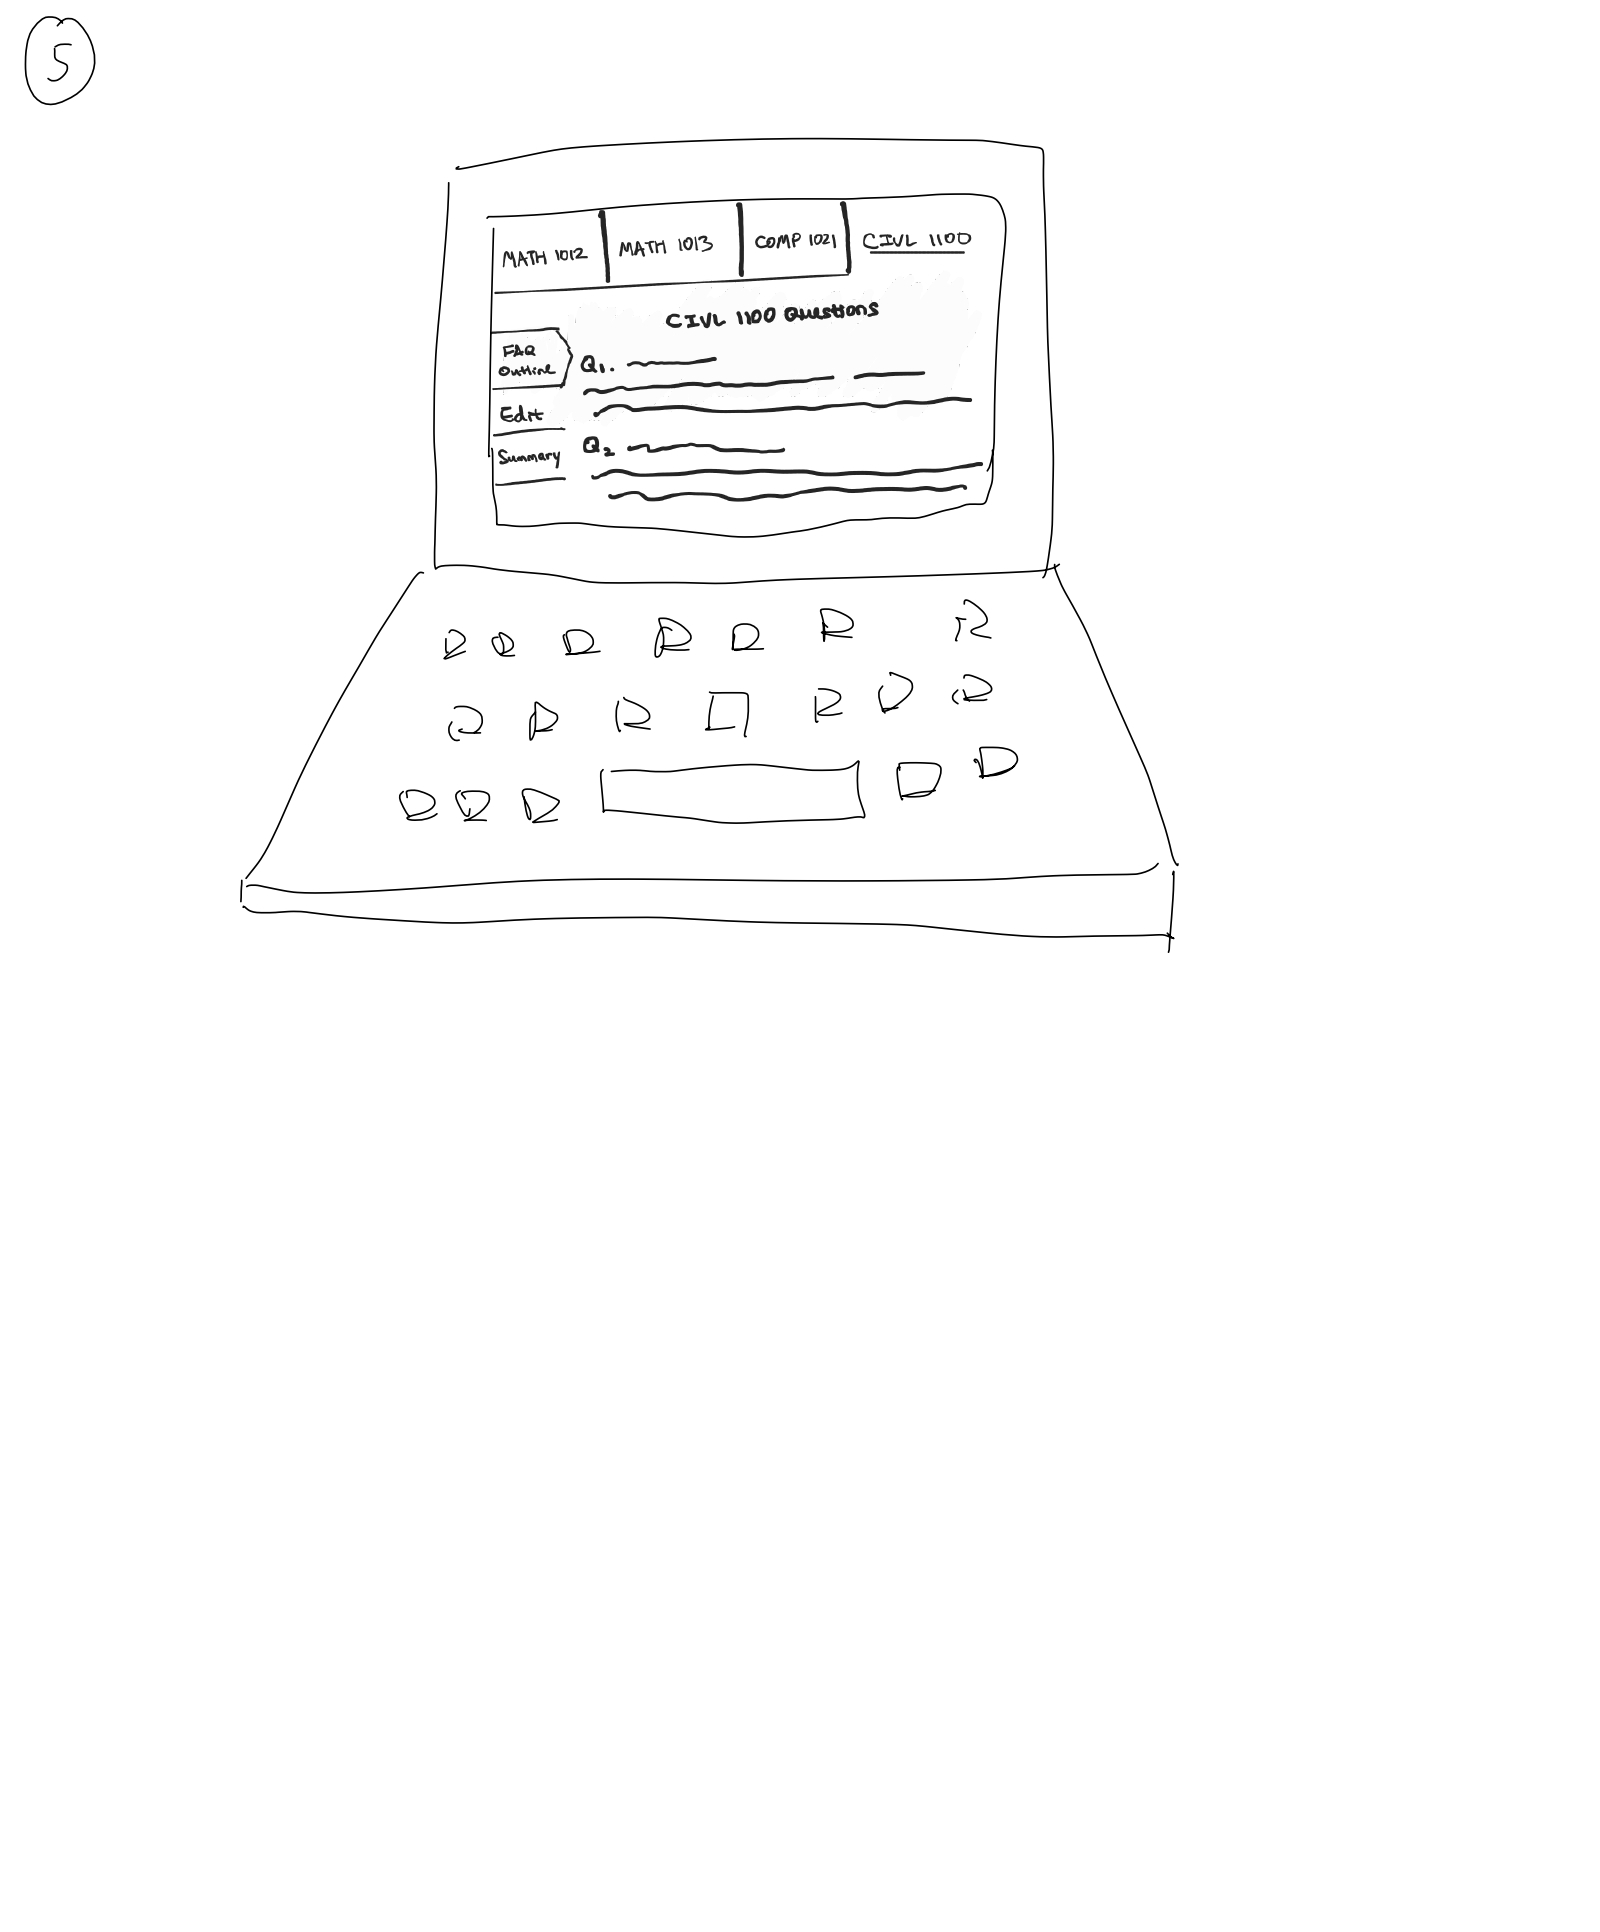 5
MATH 1012 MATH 1013 COMP 1021 CIVL 1100
CIVL 1100 Questions
FAQ
Outline
Edit
Summary
Q1.
Q2